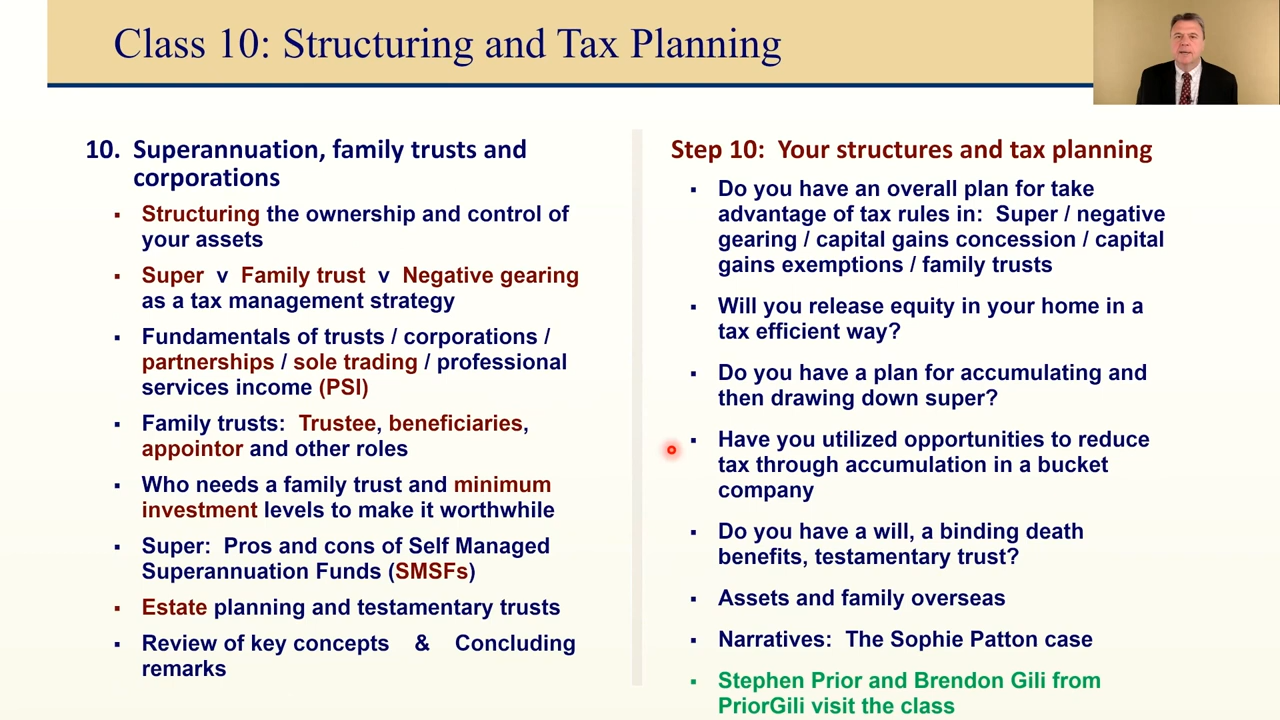 Class 10: Structuring and Tax Planning
10. Superannuation, family trusts and
corporations
▪ Structuring the ownership and control of
your assets
▪ Super v Family trust v Negative gearing
as a tax management strategy
▪ Fundamentals of trusts / corporations /
partnerships / sole trading / professional
services income (PSI)
▪ Family trusts: Trustee, beneficiaries,
appointor and other roles
▪ Who needs a family trust and minimum
investment levels to make it worthwhile
▪ Super: Pros and cons of Self Managed
Superannuation Funds (SMSFs)
▪ Estate planning and testamentary trusts
▪ Review of key concepts & Concluding
remarks
Step 10: Your structures and tax planning
▪ Do you have an overall plan for take
advantage of tax rules in: Super / negative
gearing / capital gains concession / capital
gains exemptions / family trusts
▪ Will you release equity in your home in a
tax efficient way?
▪ Do you have a plan for accumulating and
then drawing down super?
▪ Have you utilized opportunities to reduce
tax through accumulation in a bucket
company
▪ Do you have a will, a binding death
benefits, testamentary trust?
▪ Assets and family overseas
▪ Narratives: The Sophie Patton case
▪ Stephen Prior and Brendon Gili from
PriorGili visit the class